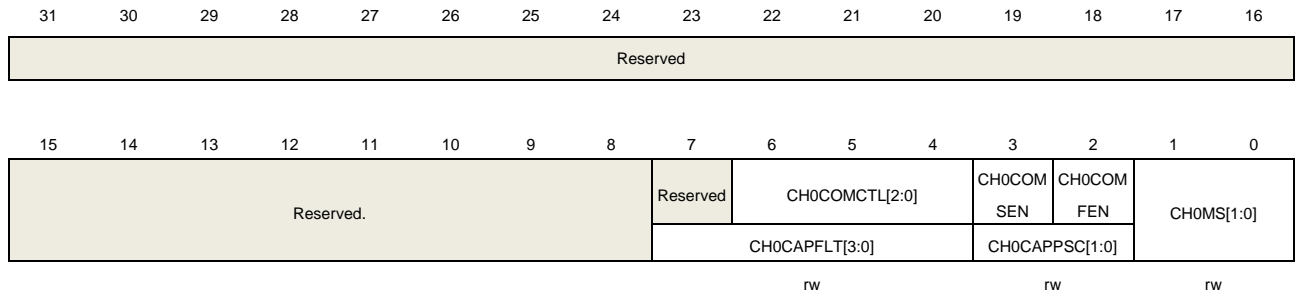 31 30 29 28 27 26 25 24 23 22 21 20 19 18 17 16
Reserved
15 14 13 12 11 10 9 8 7 6 5 4 3 2 1 0
Reserved.
Reserved
CH0COMCTL[2:0]
CH0COM
SEN
CH0COM
FEN
CH0MS[1:0]
CH0CAPFLT[3:0]
CH0CAPPSC[1:0]
rw rw rw